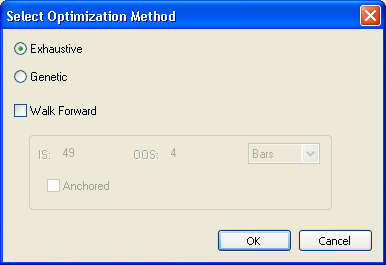 Select Optimization Method
Exhaustive
Genetic
Walk Forward
IS: 49 OOS: 4 Bars
Anchored
OK Cancel